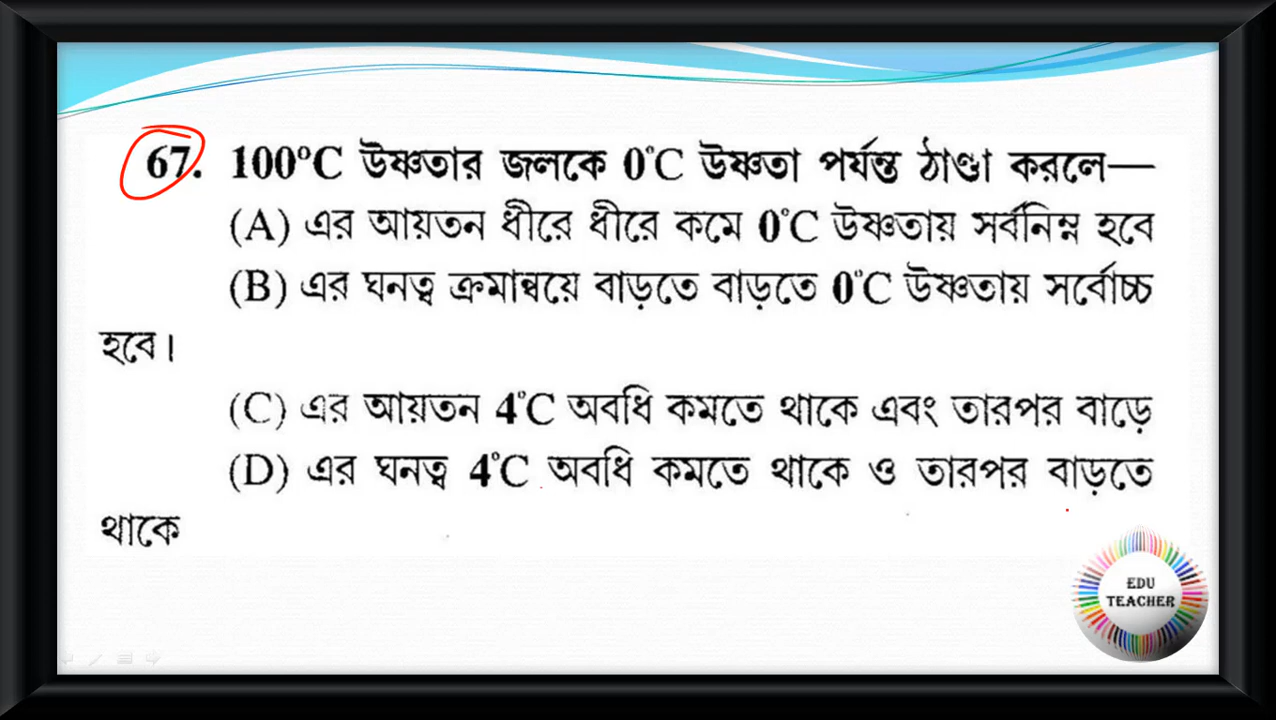 67. 100°C উষ্ণতার জলকে 0°C উষ্ণতা পর্যন্ত ঠাণ্ডা করলে—
(A) এর আয়তন ধীরে ধীরে কমে 0°C উষ্ণতায় সর্বনিম্ন হবে
(B) এর ঘনত্ব ক্রমান্বয়ে বাড়তে বাড়তে 0°C উষ্ণতায় সর্বোচ্চ
হবে।
(C) এর আয়তন 4°C অবধি কমতে থাকে এবং তারপর বাড়ে
(D) এর ঘনত্ব 4°C অবধি কমতে থাকে ও তারপর বাড়তে
থাকে
EDU
TEACHER